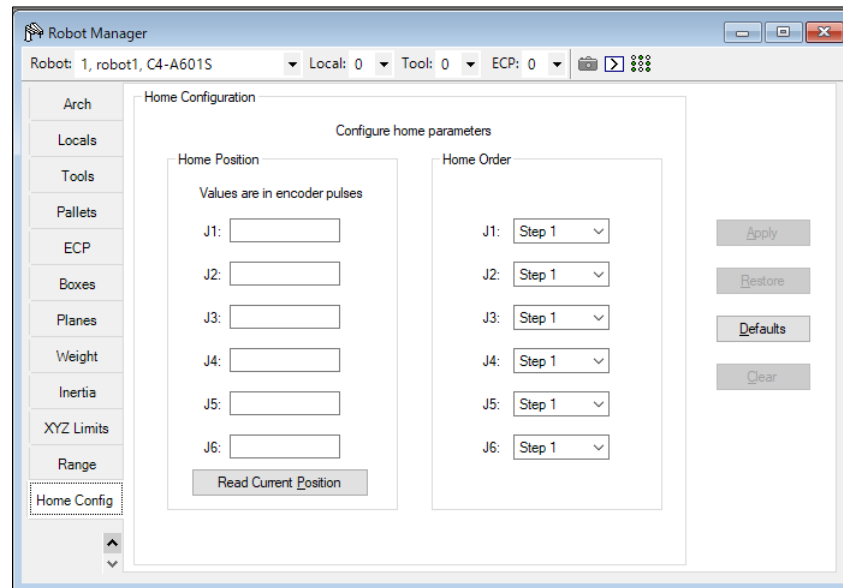 Robot Manager
Robot: 1, robot1, C4-A601S Local: 0 Tool: 0 ECP: 0
Arch
Locals
Tools
Pallets
ECP
Boxes
Planes
Weight
Inertia
XYZ Limits
Range
Home Config
Home Configuration
Configure home parameters
Home Position
Values are in encoder pulses
J1:
J2:
J3:
J4:
J5:
J6:
Read Current Position
Home Order
J1: Step 1
J2: Step 1
J3: Step 1
J4: Step 1
J5: Step 1
J6: Step 1
Apply
Restore
Defaults
Clear